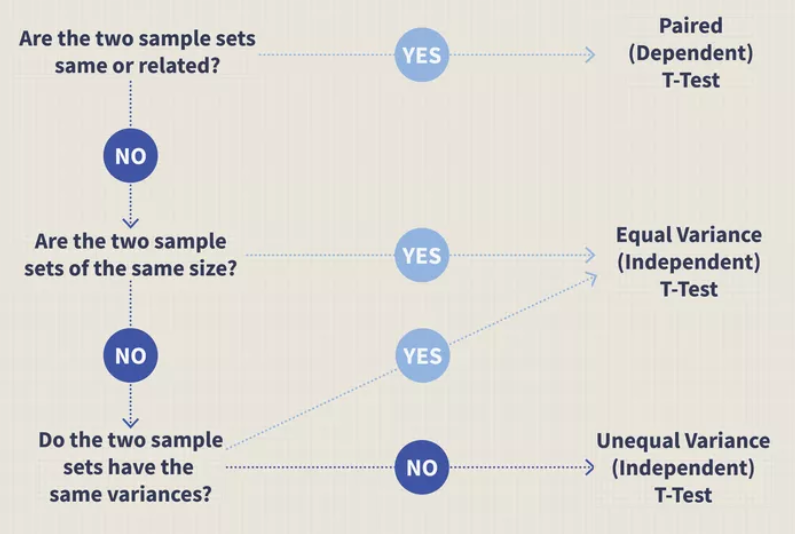 Are the two sample sets
same or related?
YES
Paired
(Dependent)
T-Test
NO
Are the two sample
sets of the same size?
YES
Equal Variance
(Independent)
T-Test
NO
YES
Do the two sample
sets have the
same variances?
NO
Unequal Variance
(Independent)
T-Test